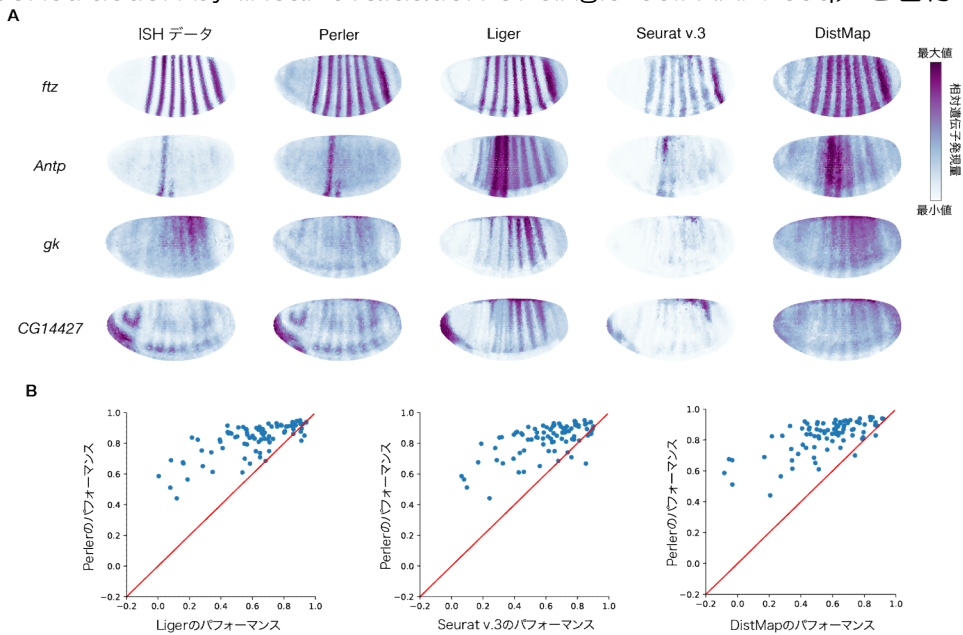 A
ISH データ Perler Liger Seurat v.3 DistMap
最大値
ftz
相対遺伝子発現量
Antp
最小値
gk
CG14427
B
1.0
0.8
0.6
0.4
0.2
0.0
−0.2
Perlerのパフォーマンス
−0.2 0.0 0.2 0.4 0.6 0.8 1.0
Ligerのパフォーマンス
1.0
0.8
0.6
0.4
0.2
0.0
−0.2
Perlerのパフォーマンス
−0.2 0.0 0.2 0.4 0.6 0.8 1.0
Seurat v.3のパフォーマンス
1.0
0.8
0.6
0.4
0.2
0.0
−0.2
Perlerのパフォーマンス
−0.2 0.0 0.2 0.4 0.6 0.8 1.0
DistMapのパフォーマンス